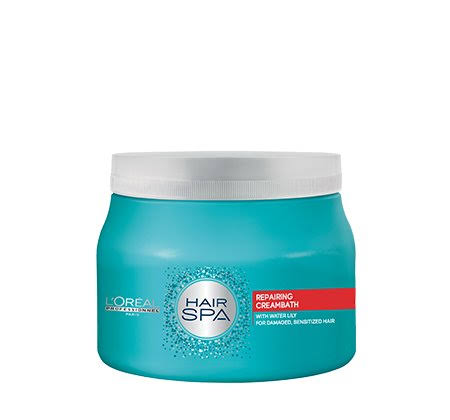 L'ORÉAL
PROFESSIONNEL
PARIS
HAIR
SPA
REPAIRING
CREAMBATH
WITH WATER LILY
FOR DAMAGED, SENSITIZED HAIR